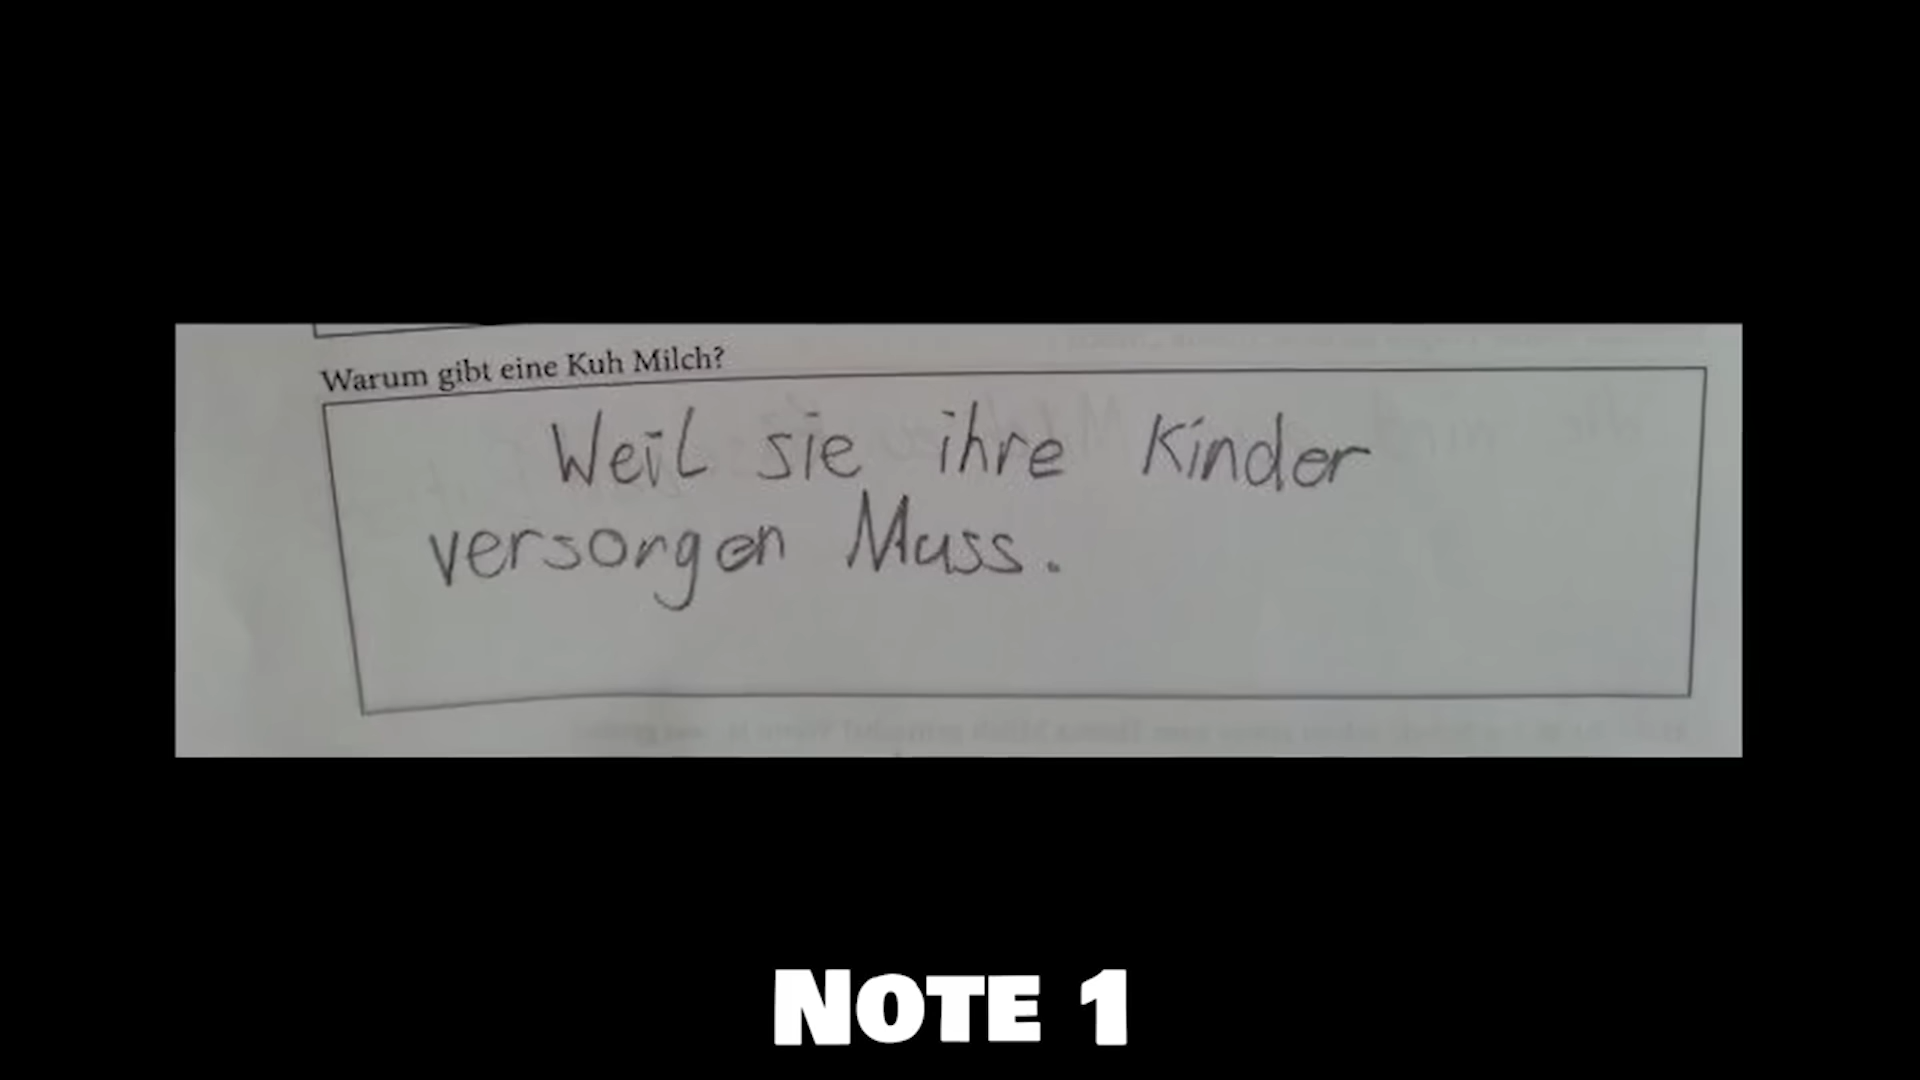 Warum gibt eine Kuh Milch?
Weil sie ihre Kinder
versorgen Muss.
NOTE 1